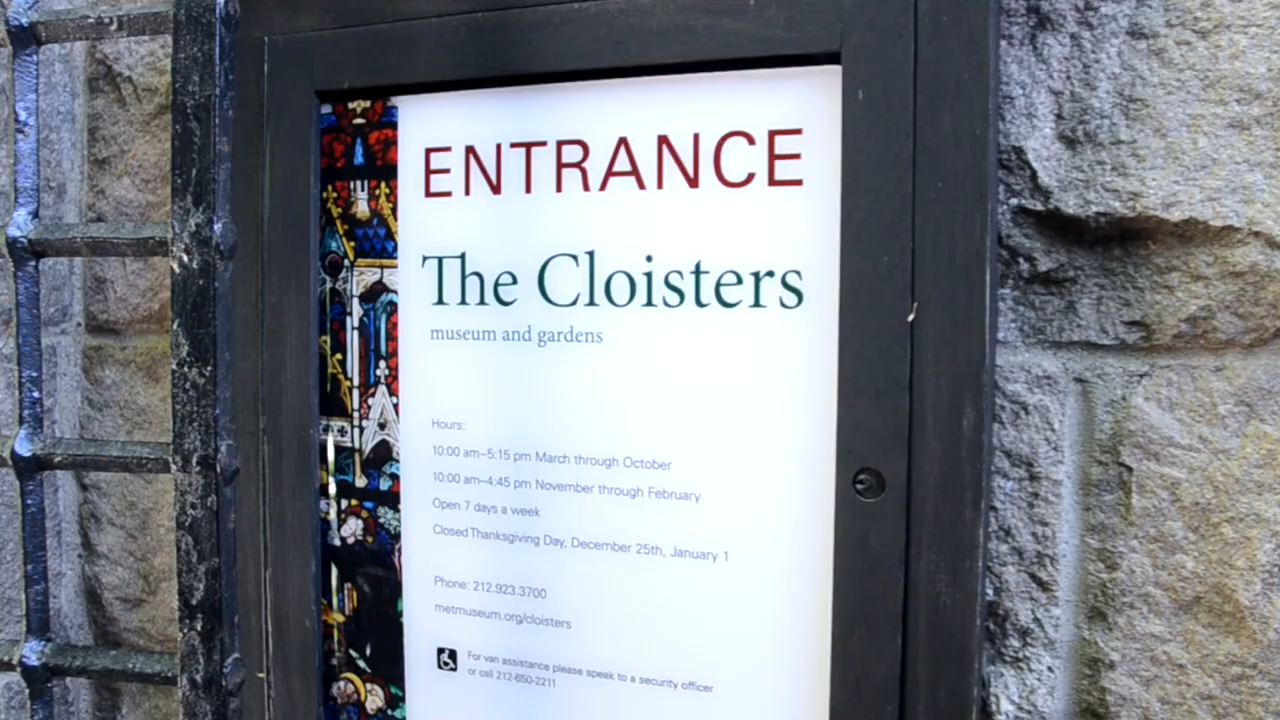 ENTRANCE
The Cloisters
museum and gardens
Hours:
10:00 am–5:15 pm March through October
10:00 am–4:45 pm November through February
Open 7 days a week
Closed Thanksgiving Day, December 25th, January 1
Phone: 212.923.3700
metmuseum.org/cloisters
For van assistance please speak to a security officer
or call 212-650-2211